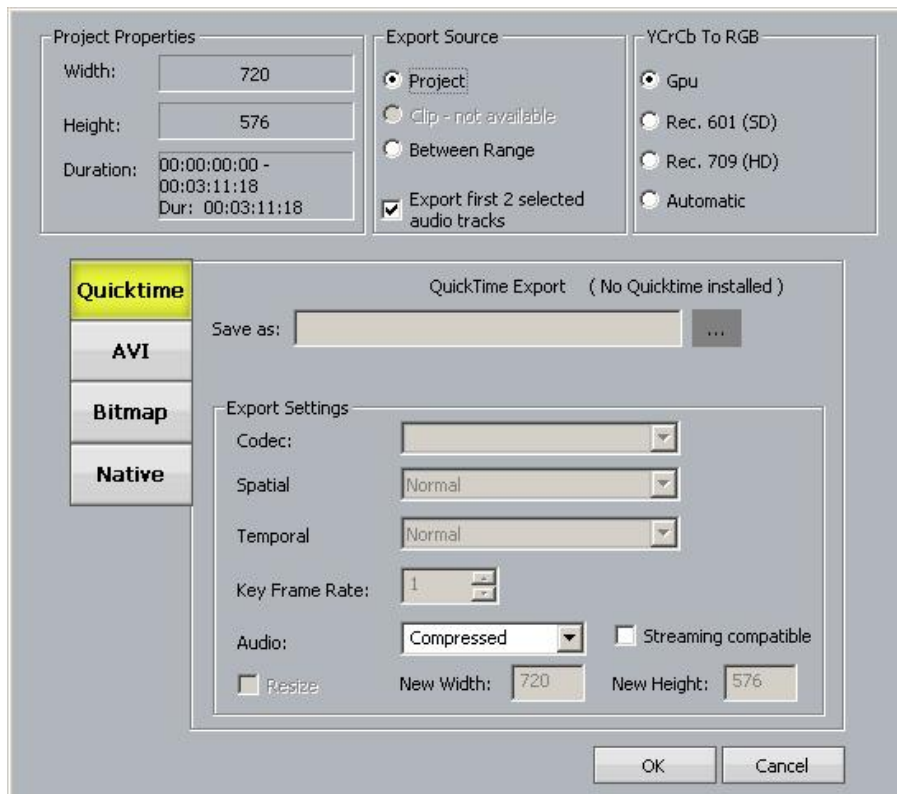 Project Properties
Width:
720
Height:
576
Duration:
00:00:00:00 -
00:03:11:18
Dur: 00:03:11:18
Export Source
Project
Clip - not available
Between Range
Export first 2 selected
audio tracks
YCrCb To RGB
Gpu
Rec. 601 (SD)
Rec. 709 (HD)
Automatic
Quicktime
AVI
Bitmap
Native
QuickTime Export ( No Quicktime installed )
Save as:
...
Export Settings
Codec:
Spatial
Normal
Temporal
Normal
Key Frame Rate:
1
Audio:
Compressed
Streaming compatible
Resize
New Width:
720
New Height:
576
OK
Cancel